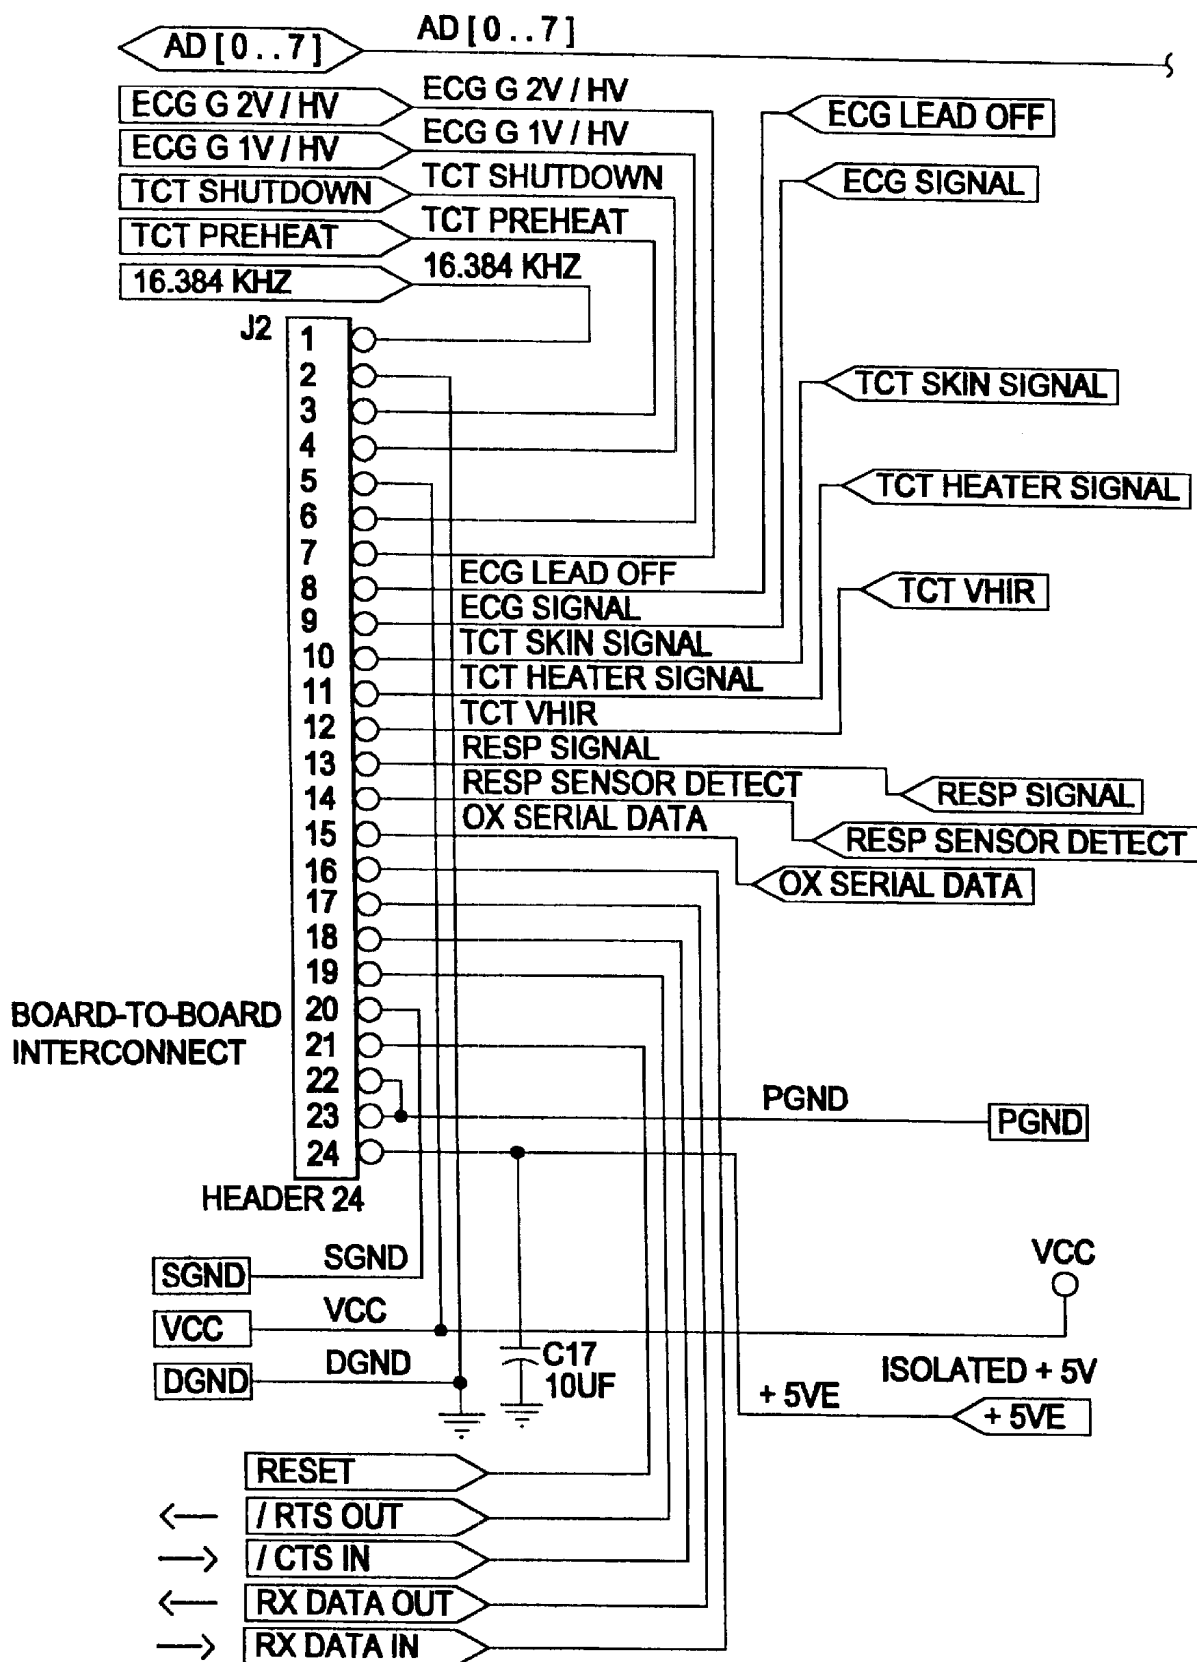 AD [ 0 . . 7 ]
AD [ 0 . . 7 ]
ECG G 2V / HV
ECG G 2V / HV
ECG G 1V / HV
ECG G 1V / HV
TCT SHUTDOWN
TCT SHUTDOWN
TCT PREHEAT
TCT PREHEAT
16.384 KHZ
16.384 KHZ
ECG LEAD OFF
ECG SIGNAL
TCT SKIN SIGNAL
TCT HEATER SIGNAL
TCT VHIR
J2
1
2
3
4
5
6
7
8
9
10
11
12
13
14
15
16
17
18
19
20
21
22
23
24
ECG LEAD OFF
ECG SIGNAL
TCT SKIN SIGNAL
TCT HEATER SIGNAL
TCT VHIR
RESP SIGNAL
RESP SENSOR DETECT
OX SERIAL DATA
RESP SIGNAL
RESP SENSOR DETECT
OX SERIAL DATA
BOARD-TO-BOARD
INTERCONNECT
HEADER 24
PGND
PGND
SGND
SGND
VCC
VCC
DGND
DGND
VCC
C17
10UF
ISOLATED + 5V
+ 5VE
+ 5VE
RESET
/ RTS OUT
/ CTS IN
RX DATA OUT
RX DATA IN